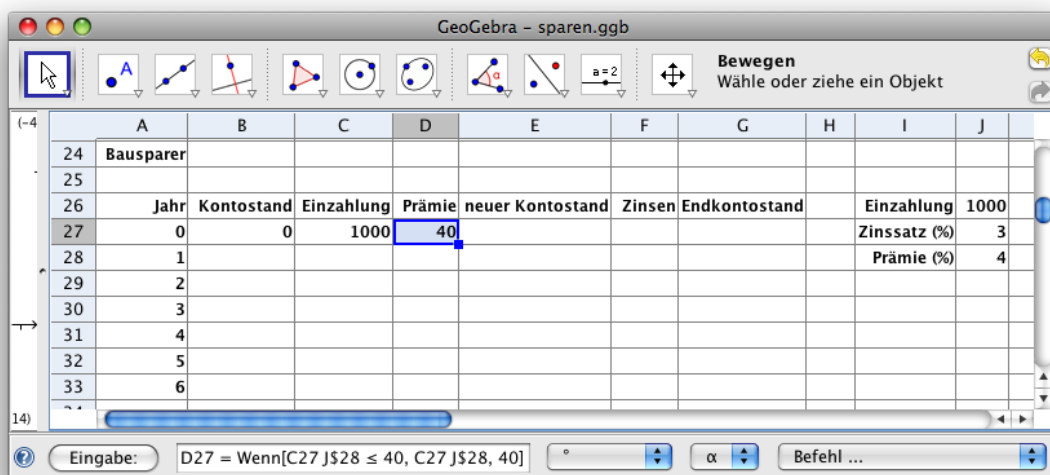 GeoGebra – sparen.ggb
A
α
a=2
Bewegen
Wähle oder ziehe ein Objekt
(-4
A B C D E F G H I J
24 Bausparer
25
26 Jahr Kontostand Einzahlung Prämie neuer Kontostand Zinsen Endkontostand Einzahlung 1000
27 0 0 1000 40 Zinssatz (%) 3
28 1 Prämie (%) 4
29 2
30 3
31 4
32 5
33 6
14)
Eingabe: D27 = Wenn[C27 J$28 ≤ 40, C27 J$28, 40] ° α Befehl ...